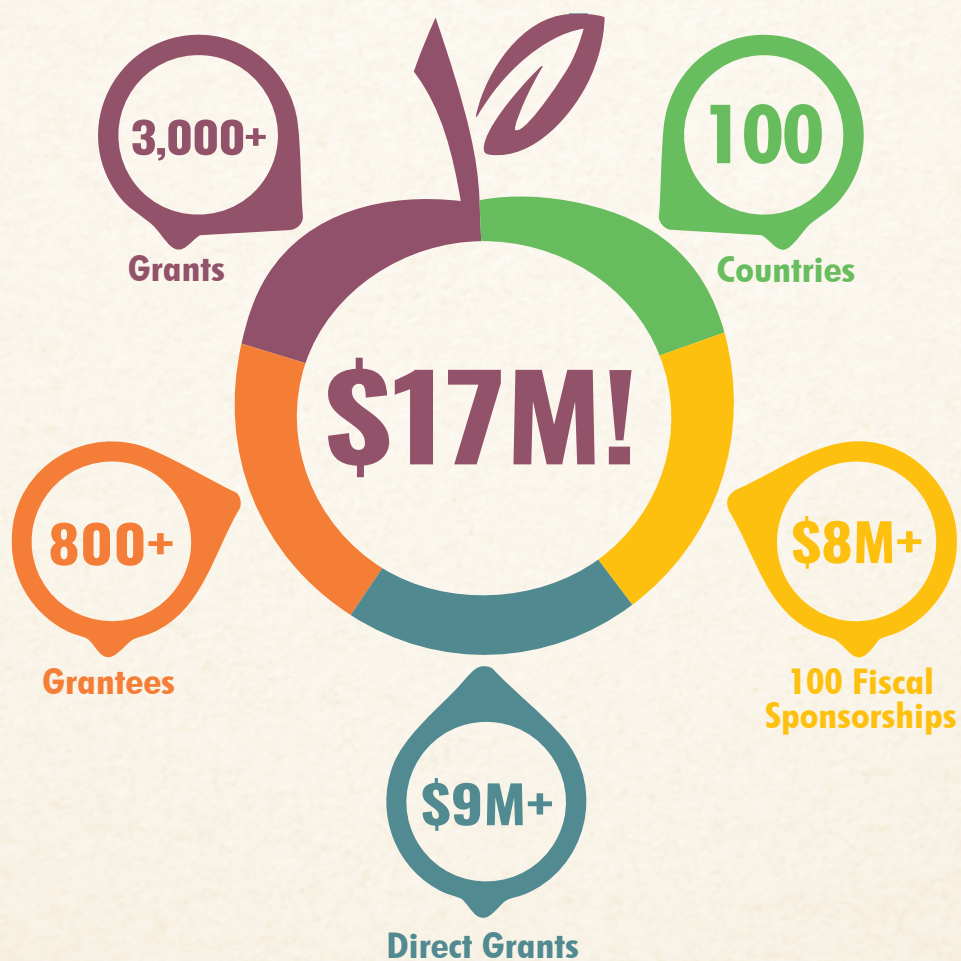 3,000+
Grants
100
Countries
$17M!
800+
Grantees
$8M+
100 Fiscal
Sponsorships
$9M+
Direct Grants